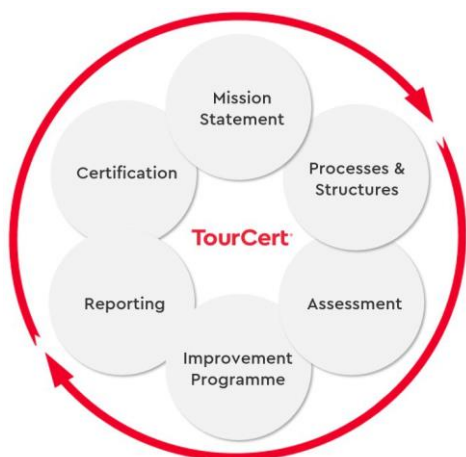 Mission
Statement
Processes &
Structures
Assessment
Improvement
Programme
Reporting
Certification
TourCert